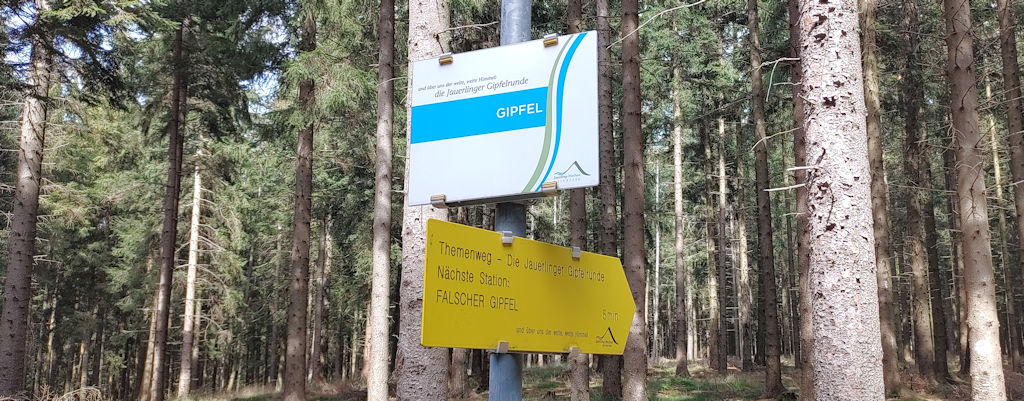 und über uns der weite, weite Himmel:
die Jauerlinger Gipfelrunde
GIPFEL
Themenweg - Die Jauerlinger Gipfelrunde
Nächste Station:
FALSCHER GIPFEL
5min
und über uns der weite, weite Himmel